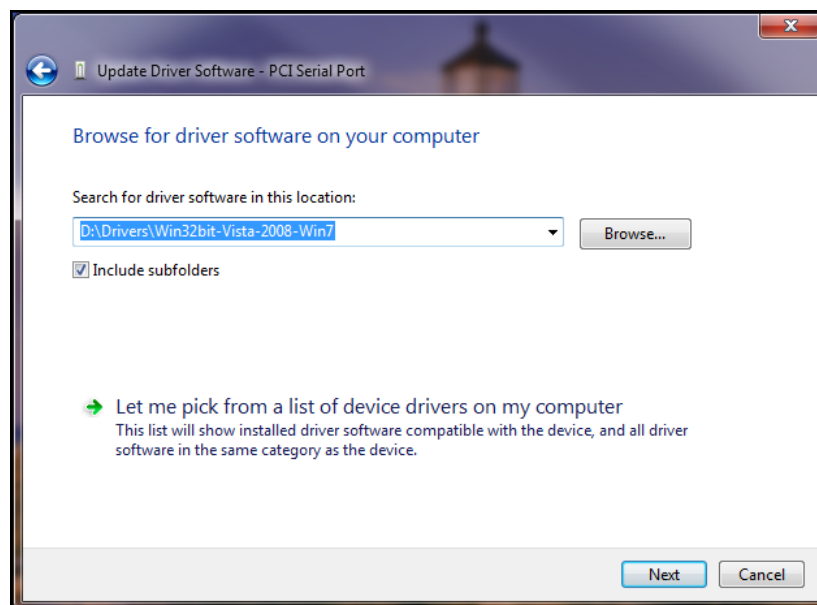 Update Driver Software - PCI Serial Port
Browse for driver software on your computer
Search for driver software in this location:
D:\Drivers\Win32bit-Vista-2008-Win7
Browse...
Include subfolders
Let me pick from a list of device drivers on my computer
This list will show installed driver software compatible with the device, and all driver
software in the same category as the device.
Next
Cancel